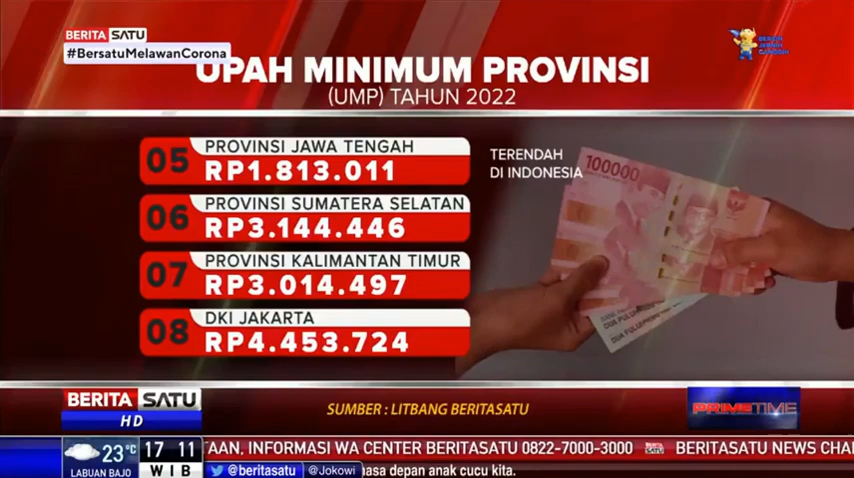 BERITA SATU
#BersatuMelawanCorona
UPAH MINIMUM PROVINSI
(UMP) TAHUN 2022
05 PROVINSI JAWA TENGAH
RP1.813.011
TERENDAH
DI INDONESIA
06 PROVINSI SUMATERA SELATAN
RP3.144.446
07 PROVINSI KALIMANTAN TIMUR
RP3.014.497
08 DKI JAKARTA
RP4.453.724
100000
BERITA SATU
HD
SUMBER : LITBANG BERITASATU
PRIMETIME
23°C
LABUAN BAJO
17 11
WIB
TAAN, INFORMASI WA CENTER BERITASATU 0822-7000-3000 BERITASATU NEWS CHA
@beritasatu @Jokowi asa depan anak cucu kita.